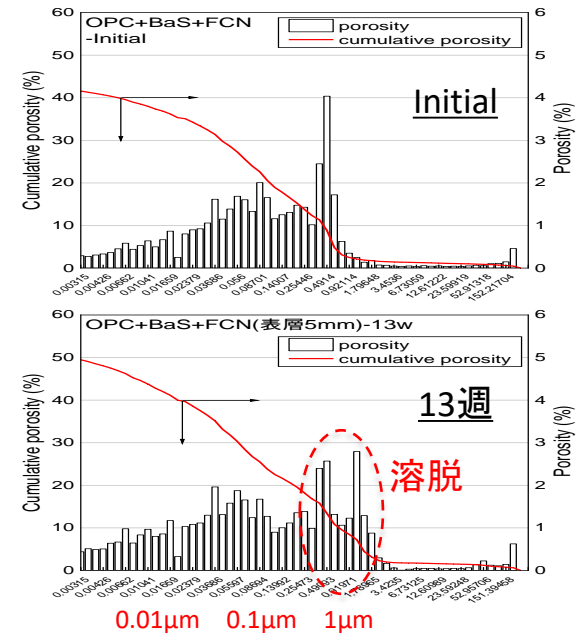 OPC+BaS+FCN
-Initial
porosity
cumulative porosity
Initial
Cumulative porosity (%)
60
50
40
30
20
10
0
Porosity (%)
6
5
4
3
2
1
0
0.00315 0.00426 0.00662 0.01041 0.01659 0.02379 0.03686 0.056 0.08701 0.14007 0.25446 0.4914 0.92114 1.79648 3.4536 6.73059 12.61222 23.59919 52.91318 152.21704
OPC+BaS+FCN(表層5mm)-13w
porosity
cumulative porosity
13週
溶脱
Cumulative porosity (%)
60
50
40
30
20
10
0
Porosity (%)
6
5
4
3
2
1
0
0.00315 0.00426 0.00662 0.01041 0.01659 0.02379 0.03686 0.05597 0.08694 0.13992 0.25473 0.49093 0.91971 3.4235 6.73125 12.60989 23.59248 52.95706 151.39458
0.01μm 0.1μm 1μm